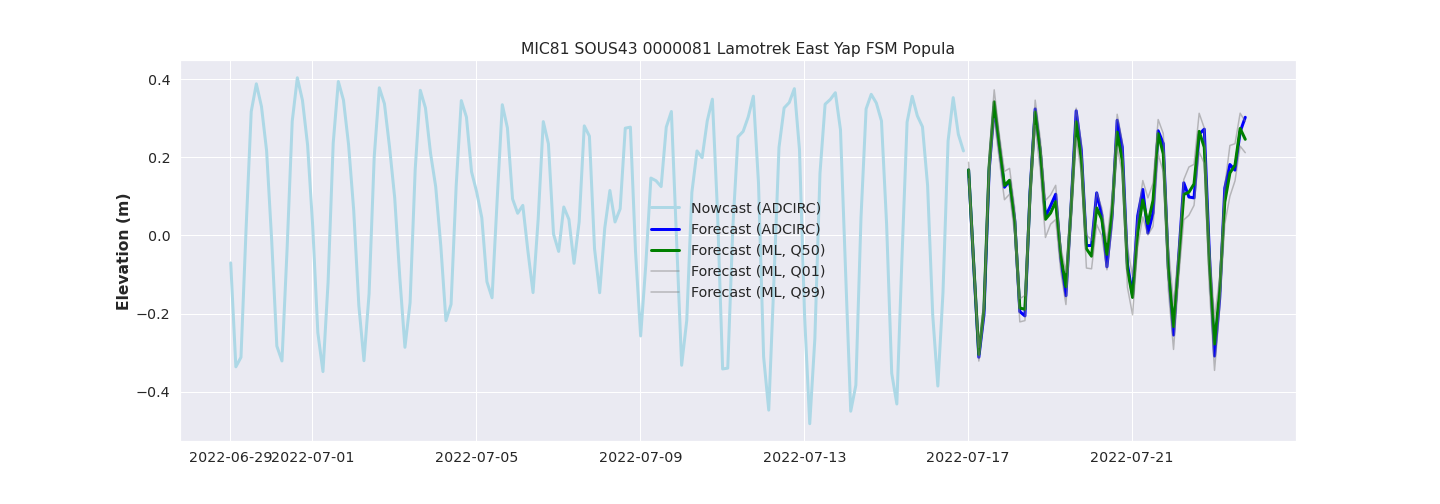 MIC81 SOUS43 0000081 Lamotrek East Yap FSM Popula
Elevation (m)
0.4
0.2
0.0
−0.2
−0.4
Nowcast (ADCIRC)
Forecast (ADCIRC)
Forecast (ML, Q50)
Forecast (ML, Q01)
Forecast (ML, Q99)
2022-06-29 2022-07-01 2022-07-05 2022-07-09 2022-07-13 2022-07-17 2022-07-21